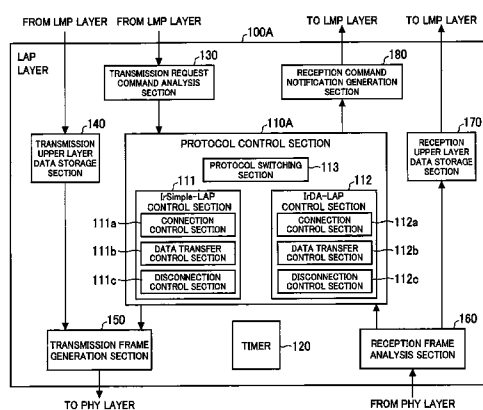 FROM LMP LAYER
FROM LMP LAYER
TO LMP LAYER
TO LMP LAYER
100A
LAP
LAYER
130
TRANSMISSION REQUEST
COMMAND ANALYSIS
SECTION
180
RECEPTION COMMAND
NOTIFICATION GENERATION
SECTION
140
TRANSMISSION
UPPER LAYER
DATA STORAGE
SECTION
110A
PROTOCOL CONTROL SECTION
PROTOCOL SWITCHING
SECTION
113
170
RECEPTION
UPPER LAYER
DATA STORAGE
SECTION
111
IrSimple-LAP
CONTROL SECTION
111a
CONNECTION
CONTROL SECTION
111b
DATA TRANSFER
CONTROL SECTION
111c
DISCONNECTION
CONTROL SECTION
112
IrDA-LAP
CONTROL SECTION
CONNECTION
CONTROL SECTION
112a
DATA TRANSFER
CONTROL SECTION
112b
DISCONNECTION
CONTROL SECTION
112c
150
TRANSMISSION FRAME
GENERATION SECTION
TIMER
120
160
RECEPTION FRAME
ANALYSIS SECTION
TO PHY LAYER
FROM PHY LAYER